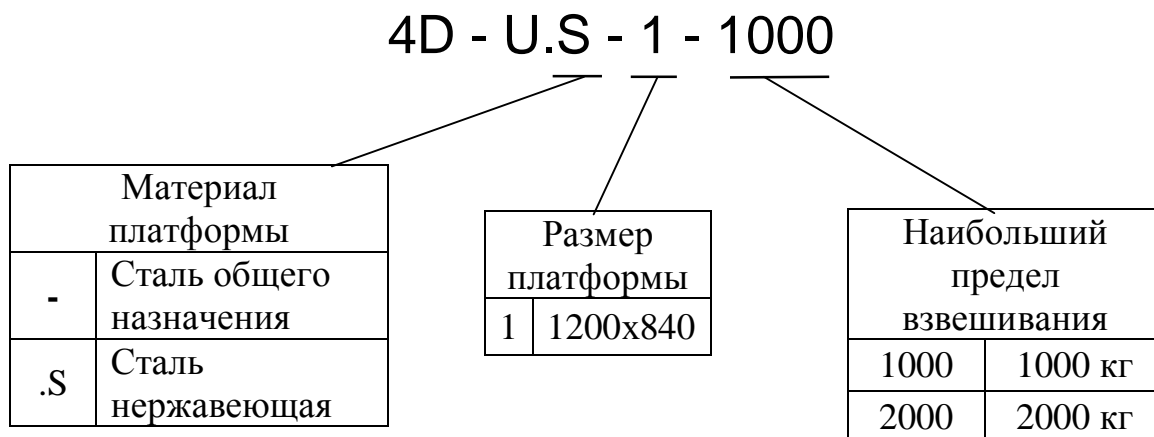 4D - U.S - 1 - 1000
Материал
платформы
- Сталь общего
назначения
.S Сталь
нержавеющая
Размер
платформы
1 1200х840
Наибольший
предел
взвешивания
1000 1000 кг
2000 2000 кг